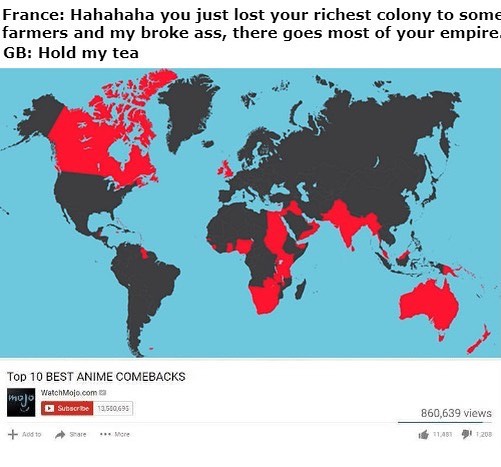 France: Hahahaha you just lost your richest colony to some
farmers and my broke ass, there goes most of your empire.
GB: Hold my tea
Top 10 BEST ANIME COMEBACKS
mojo
WatchMojo.com
Subscribe 13,580,695
860,639 views
Add to Share More
11,451 1,208